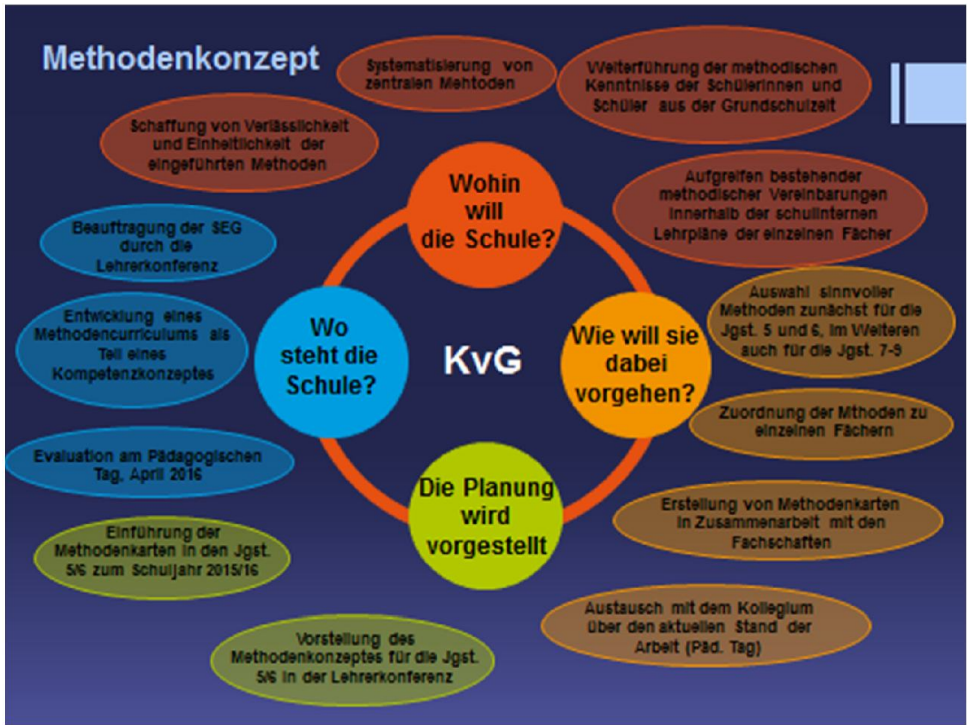 Methodenkonzept
Systematisierung von
zentralen Mehtoden
Weiterführung der methodischen
Kenntnisse der Schülerinnen und
Schüler aus der Grundschulzeit
Schaffung von Verlässlichkeit
und Einheitlichkeit der
eingeführten Methoden
Aufgreifen bestehender
methodischer Vereinbarungen
innerhalb der schulinternen
Lehrpläne der einzelnen Fächer
Wohin
will
die Schule?
Beauftragung der SEG
durch die
Lehrerkonferenz
Entwicklung eines
Methodencurriculums als
Teil eines
Kompetenzkonzeptes
Wo
steht die
Schule?
KvG
Wie will sie
dabei
vorgehen?
Auswahl sinnvoller
Methoden zunächst für die
Jgst. 5 und 6, im Weiteren
auch für die Jgst. 7-9
Zuordnung der Mthoden zu
einzelnen Fächern
Evaluation am Pädagogischen
Tag, April 2016
Die Planung
wird
vorgestellt
Erstellung von Methodenkarten
in Zusammenarbeit mit den
Fachschaften
Einführung der
Methodenkarten in den Jgst.
5/6 zum Schuljahr 2015/16
Austausch mit dem Kollegium
über den aktuellen Stand der
Arbeit (Päd. Tag)
Vorstellung des
Methodenkonzeptes für die Jgst.
5/6 in der Lehrerkonferenz